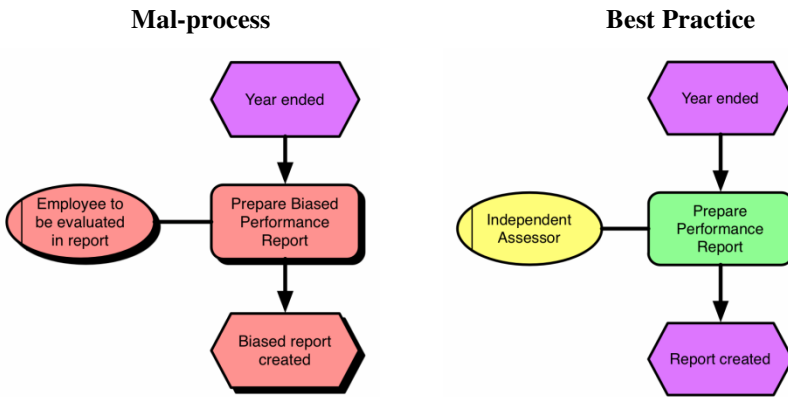 Mal-process
Year ended
Employee to
be evaluated
in report
Prepare Biased
Performance
Report
Biased report
created
Best Practice
Year ended
Independent
Assessor
Prepare
Performance
Report
Report created